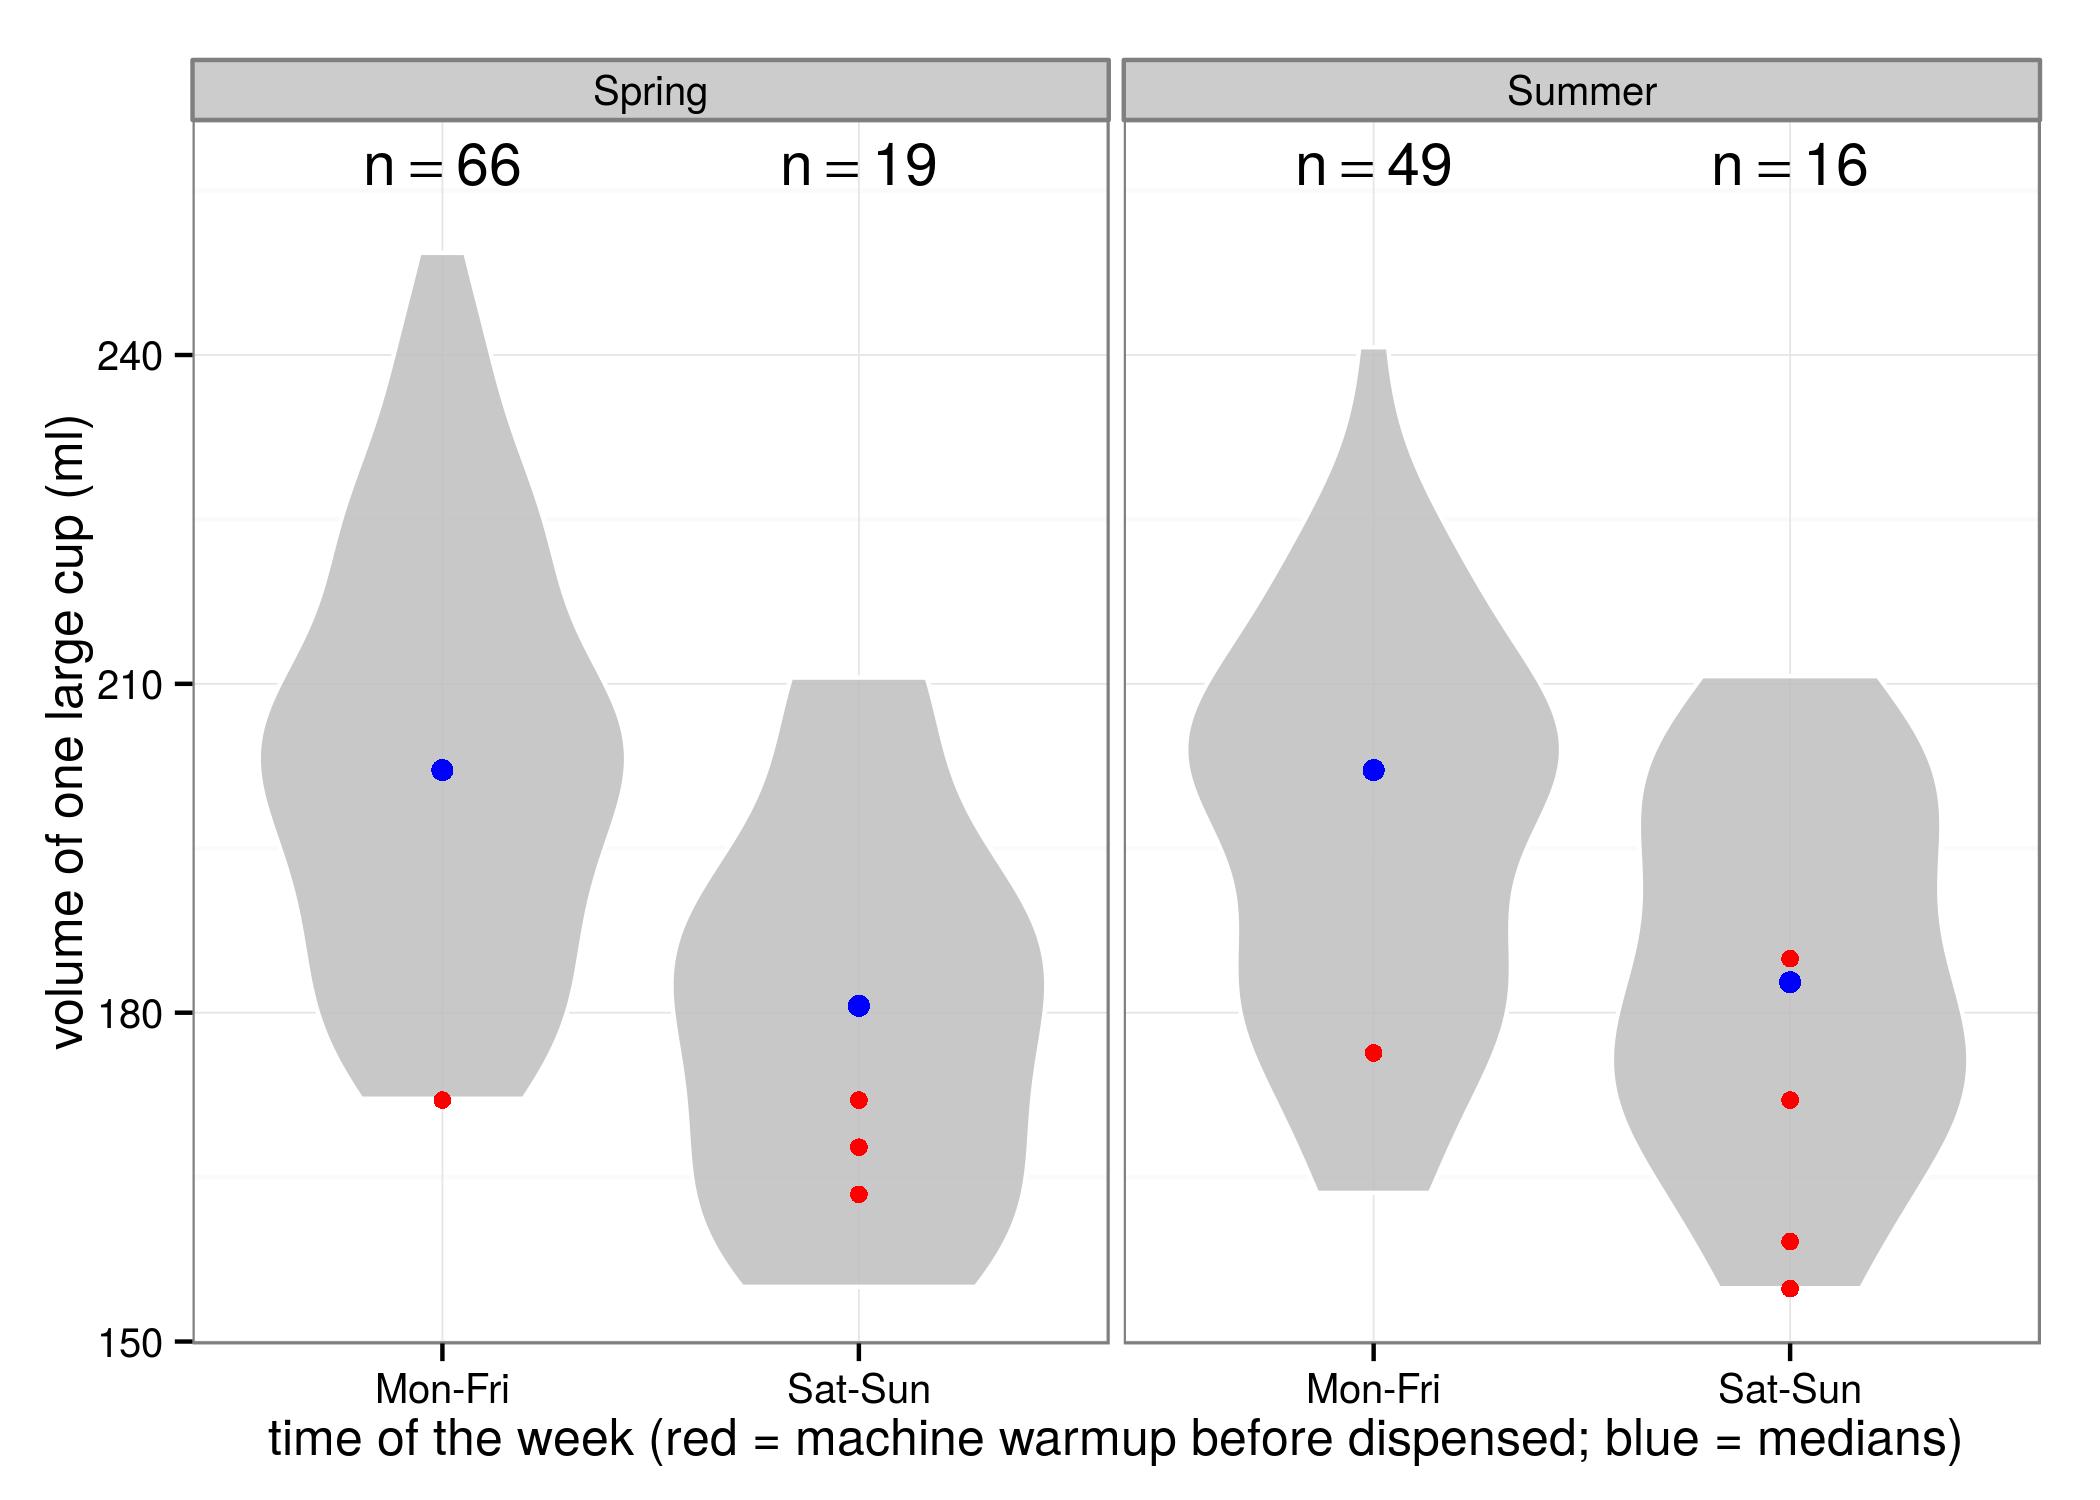 Spring
Summer
n = 66
n = 19
n = 49
n = 16
volume of one large cup (ml)
240
210
180
150
Mon-Fri
Sat-Sun
Mon-Fri
Sat-Sun
time of the week (red = machine warmup before dispensed; blue = medians)